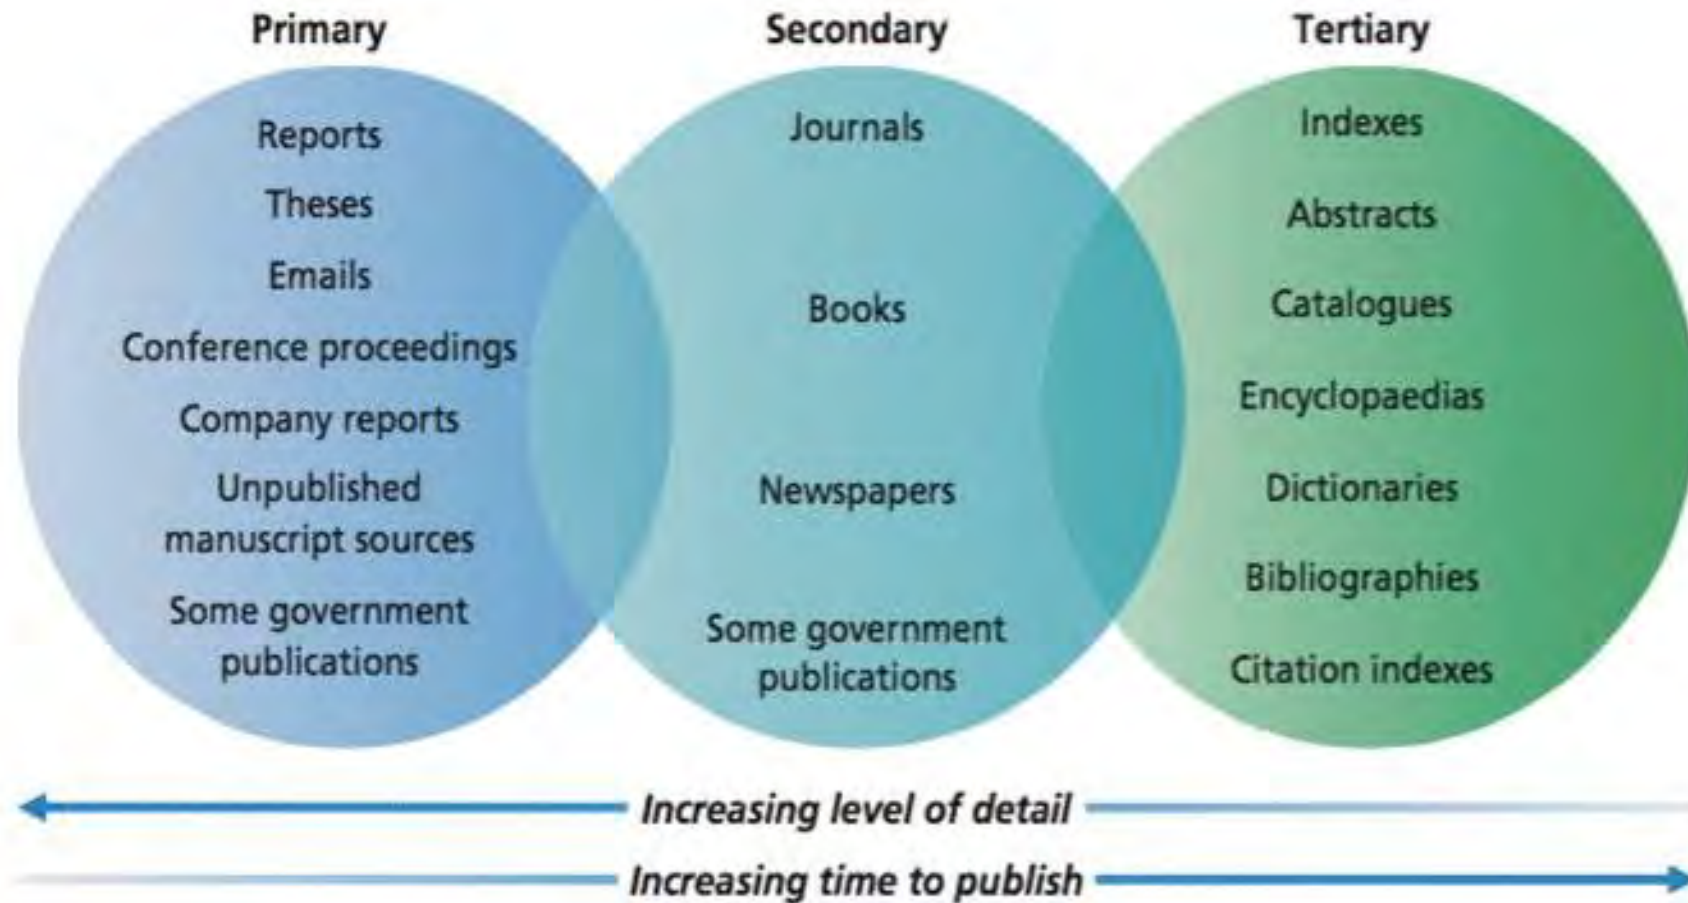 Primary
Reports
Theses
Emails
Conference proceedings
Company reports
Unpublished
manuscript sources
Some government
publications
Secondary
Journals
Books
Newspapers
Some government
publications
Tertiary
Indexes
Abstracts
Catalogues
Encyclopaedias
Dictionaries
Bibliographies
Citation indexes
Increasing level of detail
Increasing time to publish